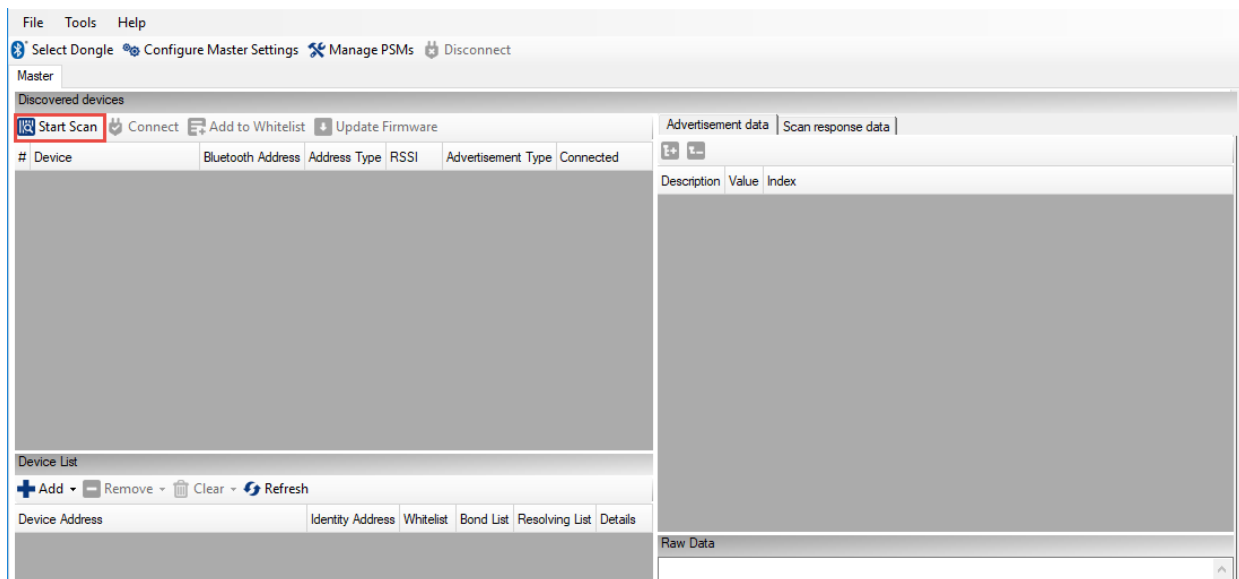 File Tools Help
Select Dongle Configure Master Settings Manage PSMs Disconnect
Master
Discovered devices
Start Scan Connect Add to Whitelist Update Firmware
# Device Bluetooth Address Address Type RSSI Advertisement Type Connected
Advertisement data Scan response data
Description Value Index
Device List
Add Remove Clear Refresh
Device Address Identity Address Whitelist Bond List Resolving List Details
Raw Data